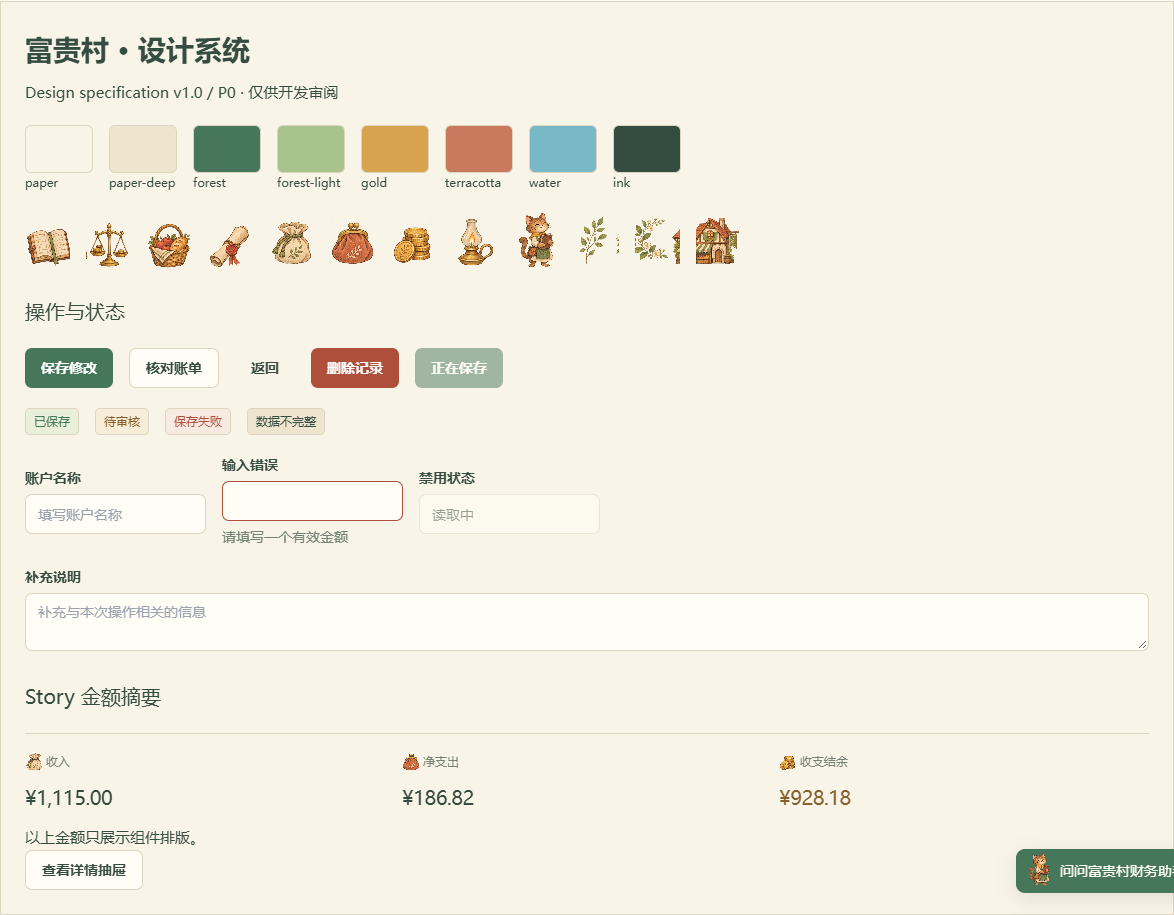 富贵村 · 设计系统
Design specification v1.0 / P0 · 仅供开发审阅
paper
paper-deep
forest
forest-light
gold
terracotta
water
ink
操作与状态
保存修改
核对账单
返回
删除记录
正在保存
已保存
待审核
保存失败
数据不完整
账户名称
填写账户名称
输入错误
请填写一个有效金额
禁用状态
读取中
补充说明
补充与本次操作相关的信息
Story 金额摘要
收入
¥1,115.00
净支出
¥186.82
收支结余
¥928.18
以上金额只展示组件排版。
查看详情抽屉
问问富贵村财务助